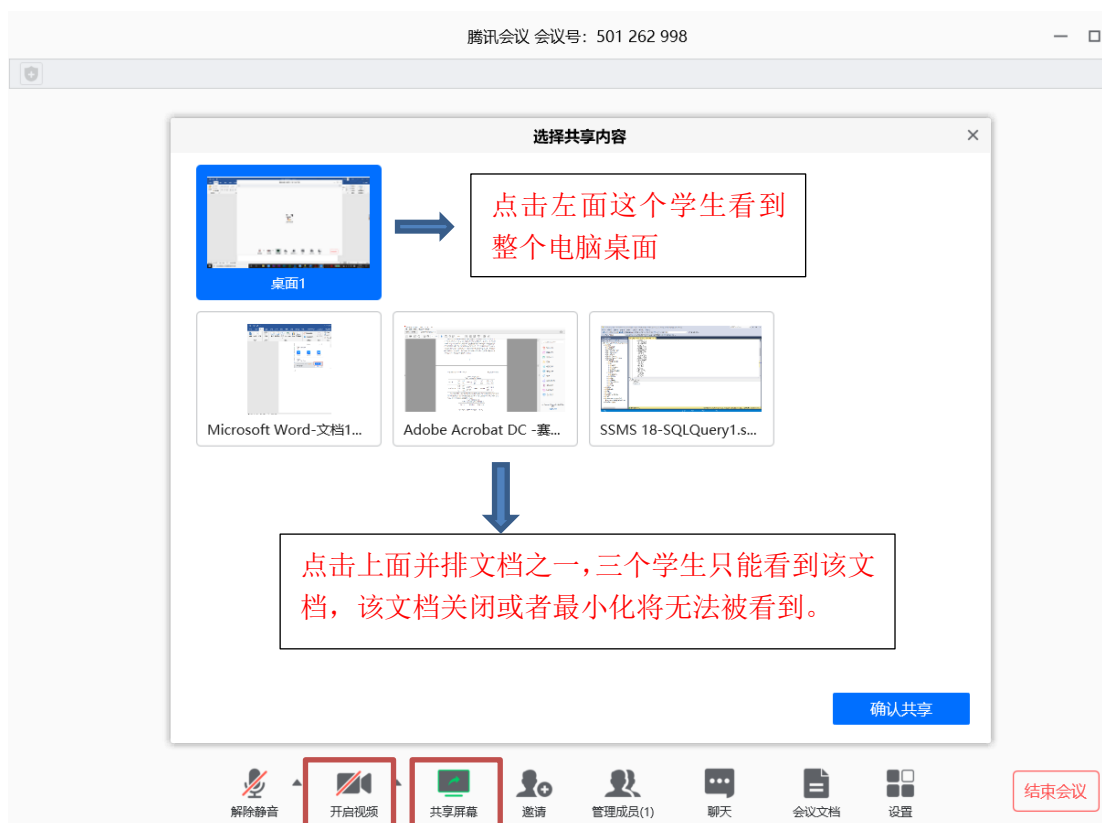 腾讯会议 会议号：501 262 998
选择共享内容
点击左面这个学生看到
整个电脑桌面
桌面1
Microsoft Word-文档1...
Adobe Acrobat DC -赛...
SSMS 18-SQLQuery1.s...
点击上面并排文档之一，三个学生只能看到该文
档，该文档关闭或者最小化将无法被看到。
确认共享
解除静音
开启视频
共享屏幕
邀请
管理成员(1)
聊天
会议文档
设置
结束会议